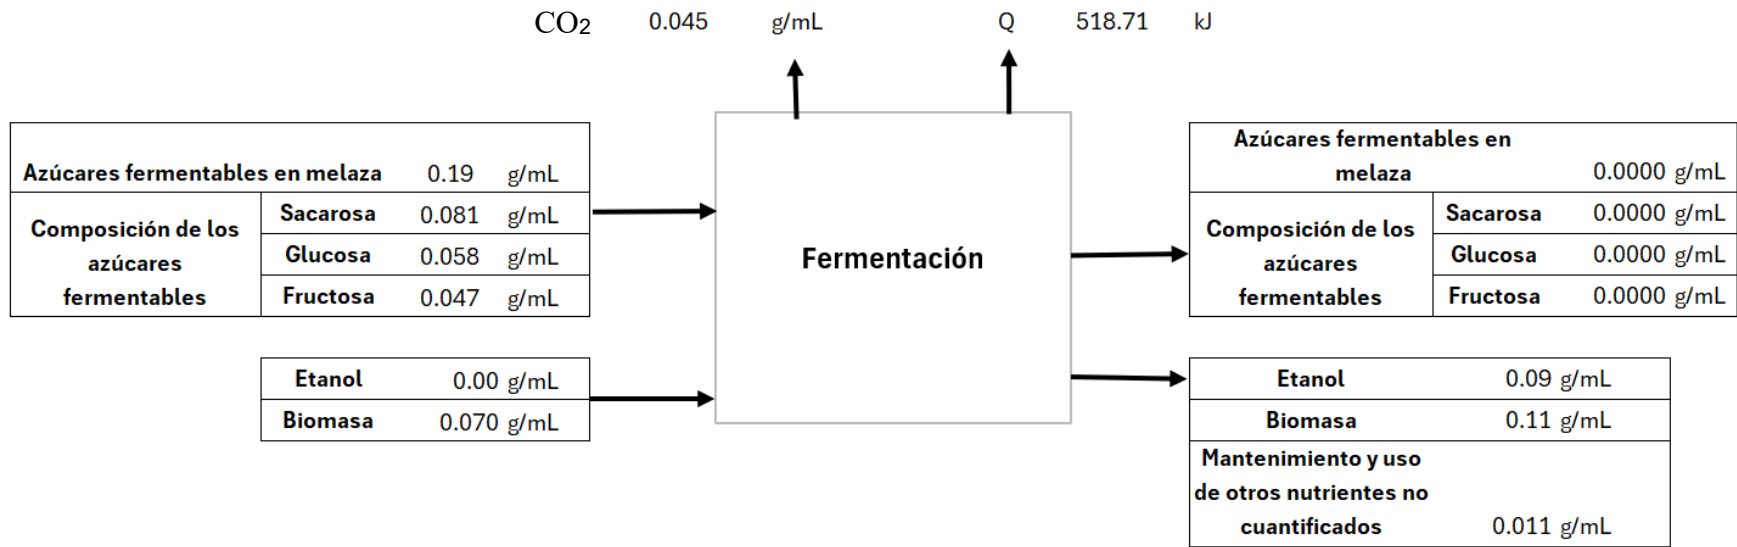 CO₂ 0.045 g/mL Q 518.71 kJ
Azúcares fermentables en melaza 0.19 g/mL
Composición de los
azúcares
fermentables
Sacarosa 0.081 g/mL
Glucosa 0.058 g/mL
Fructosa 0.047 g/mL
Etanol 0.00 g/mL
Biomasa 0.070 g/mL
Fermentación
Azúcares fermentables en
melaza 0.0000 g/mL
Composición de los
azúcares
fermentables
Sacarosa 0.0000 g/mL
Glucosa 0.0000 g/mL
Fructosa 0.0000 g/mL
Etanol 0.09 g/mL
Biomasa 0.11 g/mL
Mantenimiento y uso
de otros nutrientes no
cuantificados 0.011 g/mL